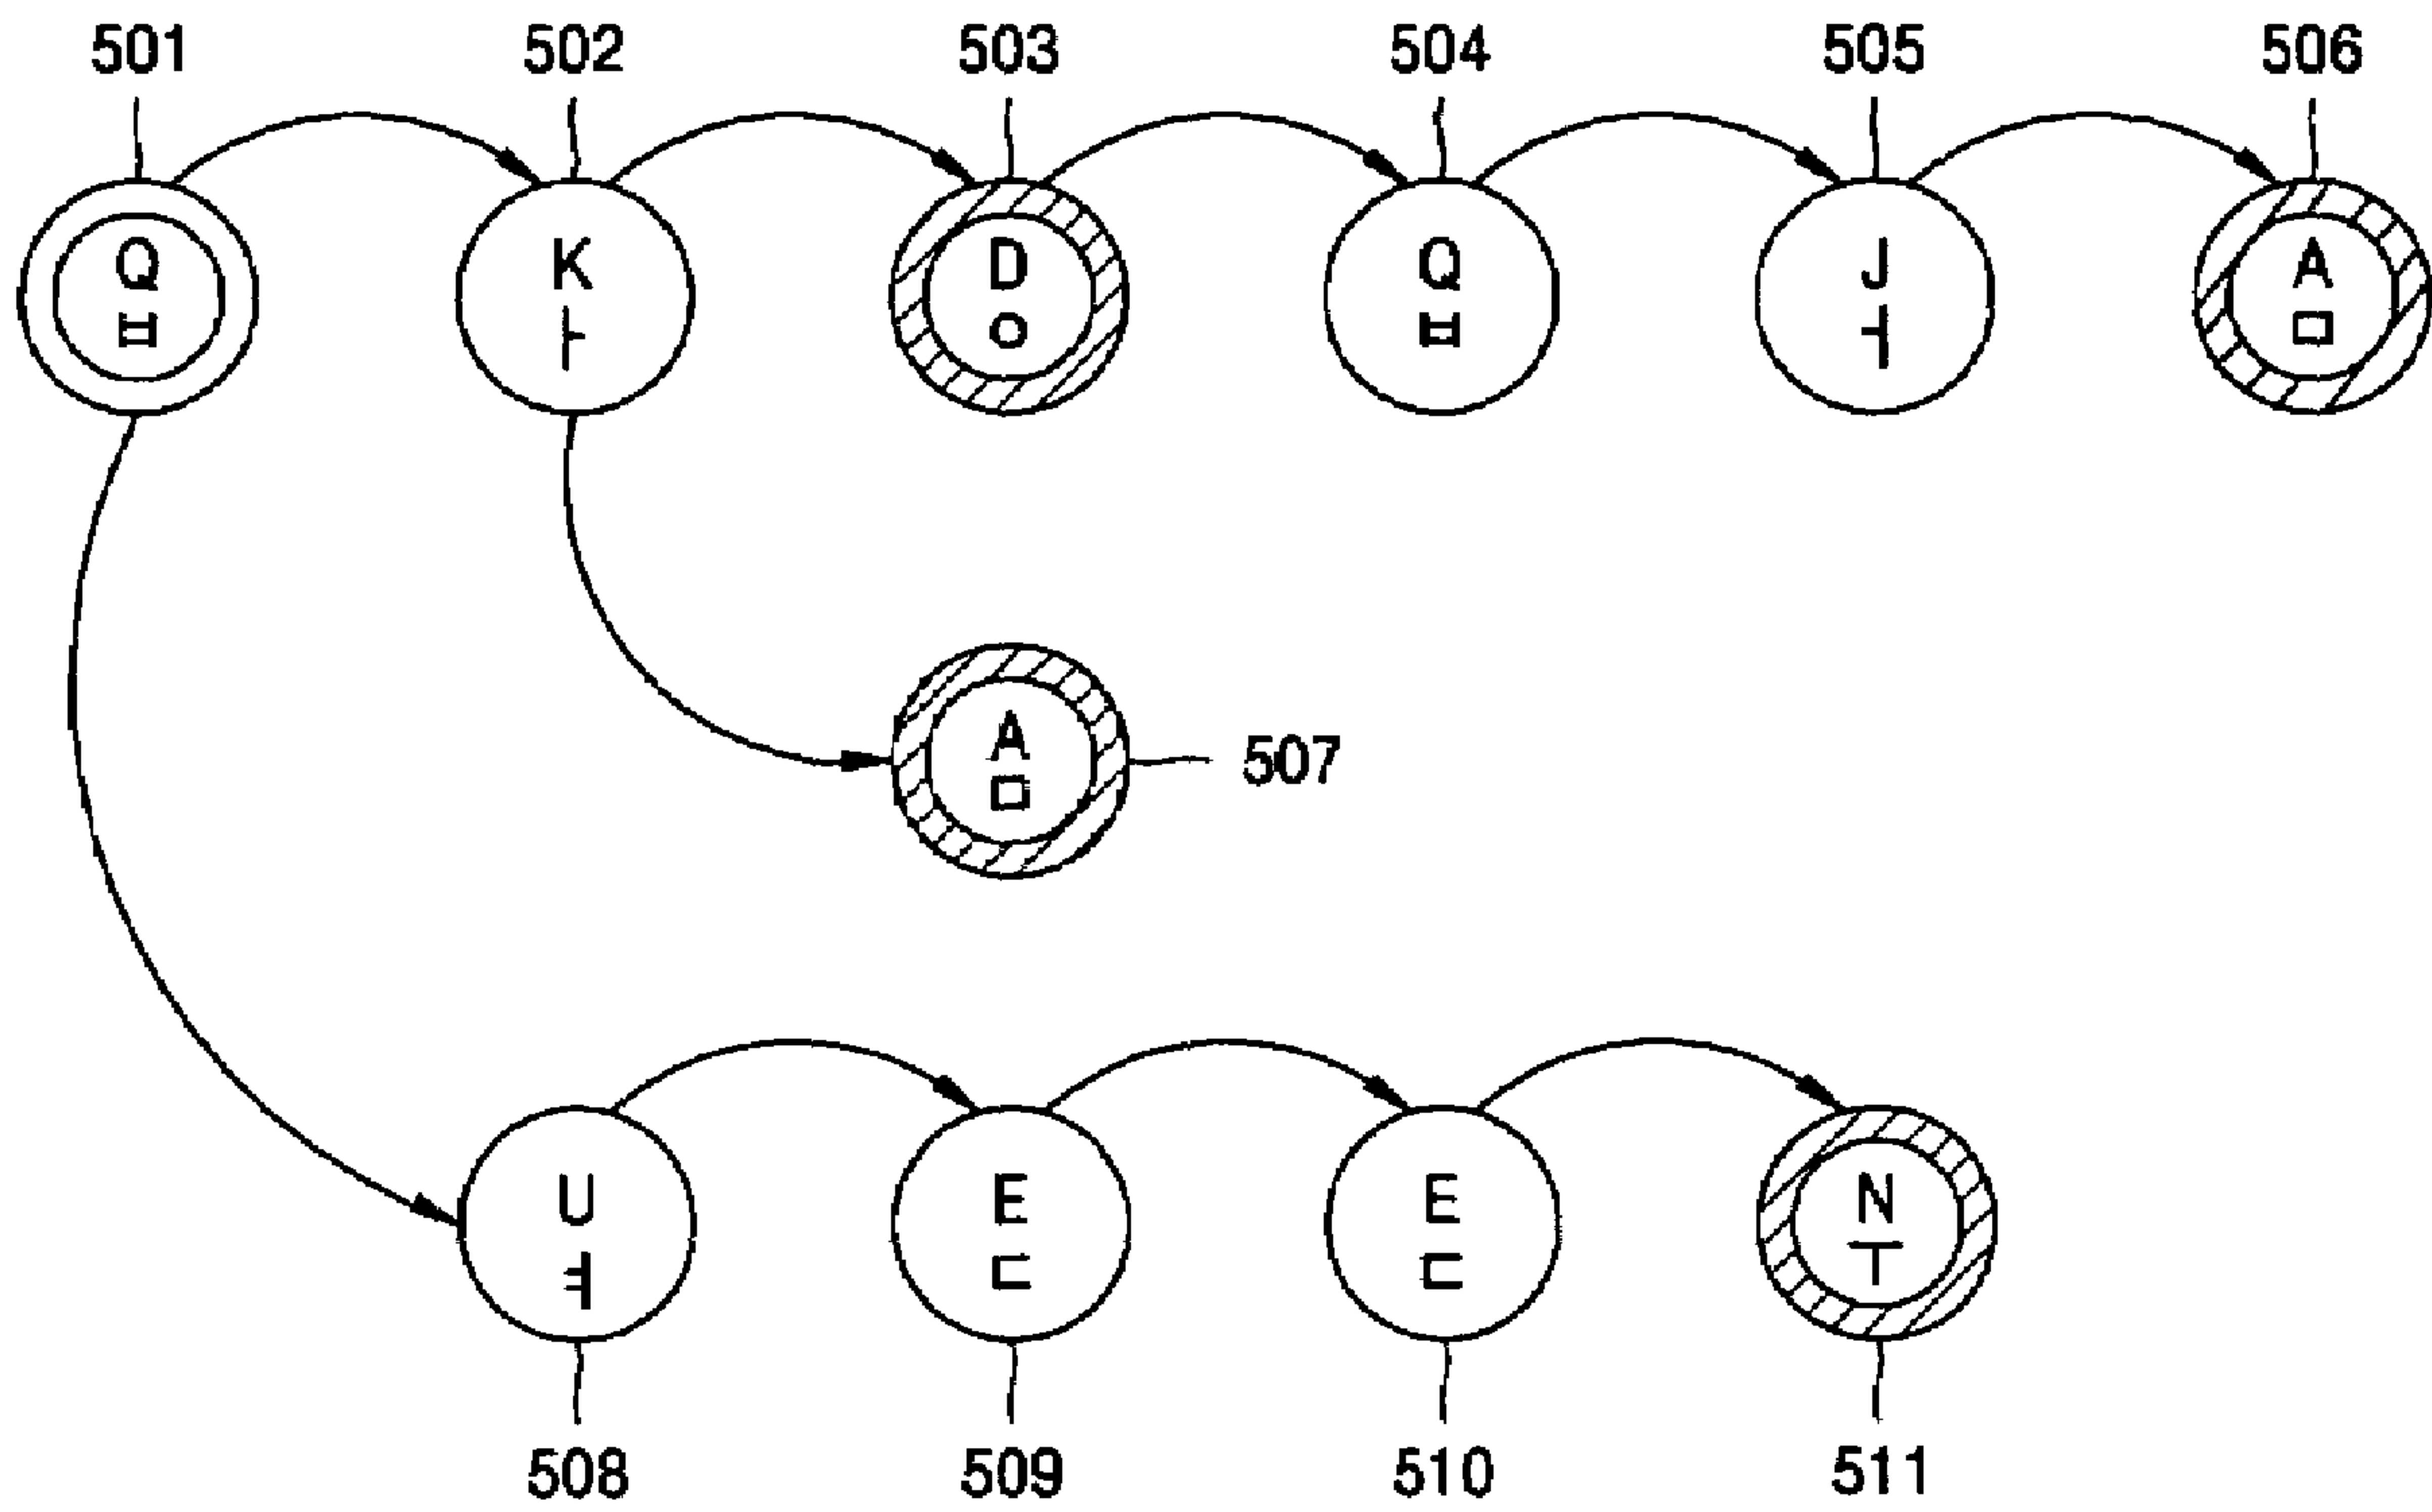 501 502 503 504 505 506
Q K D Q J A
ㅂ ㅏ ㅇ ㅂ ㅓ ㅁ
A
ㅁ
507
U E E N
ㅕ ㄷ ㄷ ㅜ
508 509 510 511